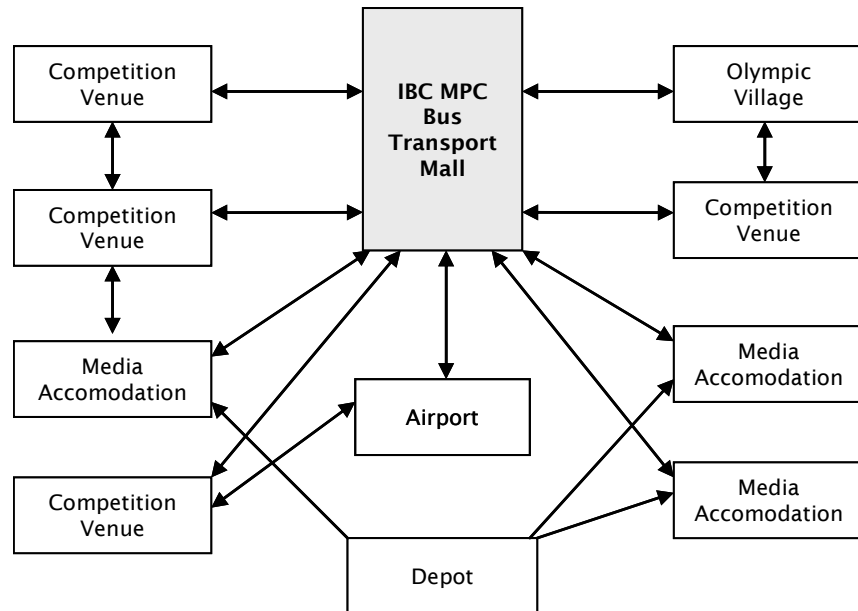 Competition
Venue
IBC MPC
Bus
Transport
Mall
Olympic
Village
Competition
Venue
Competition
Venue
Media
Accomodation
Airport
Media
Accomodation
Competition
Venue
Media
Accomodation
Depot